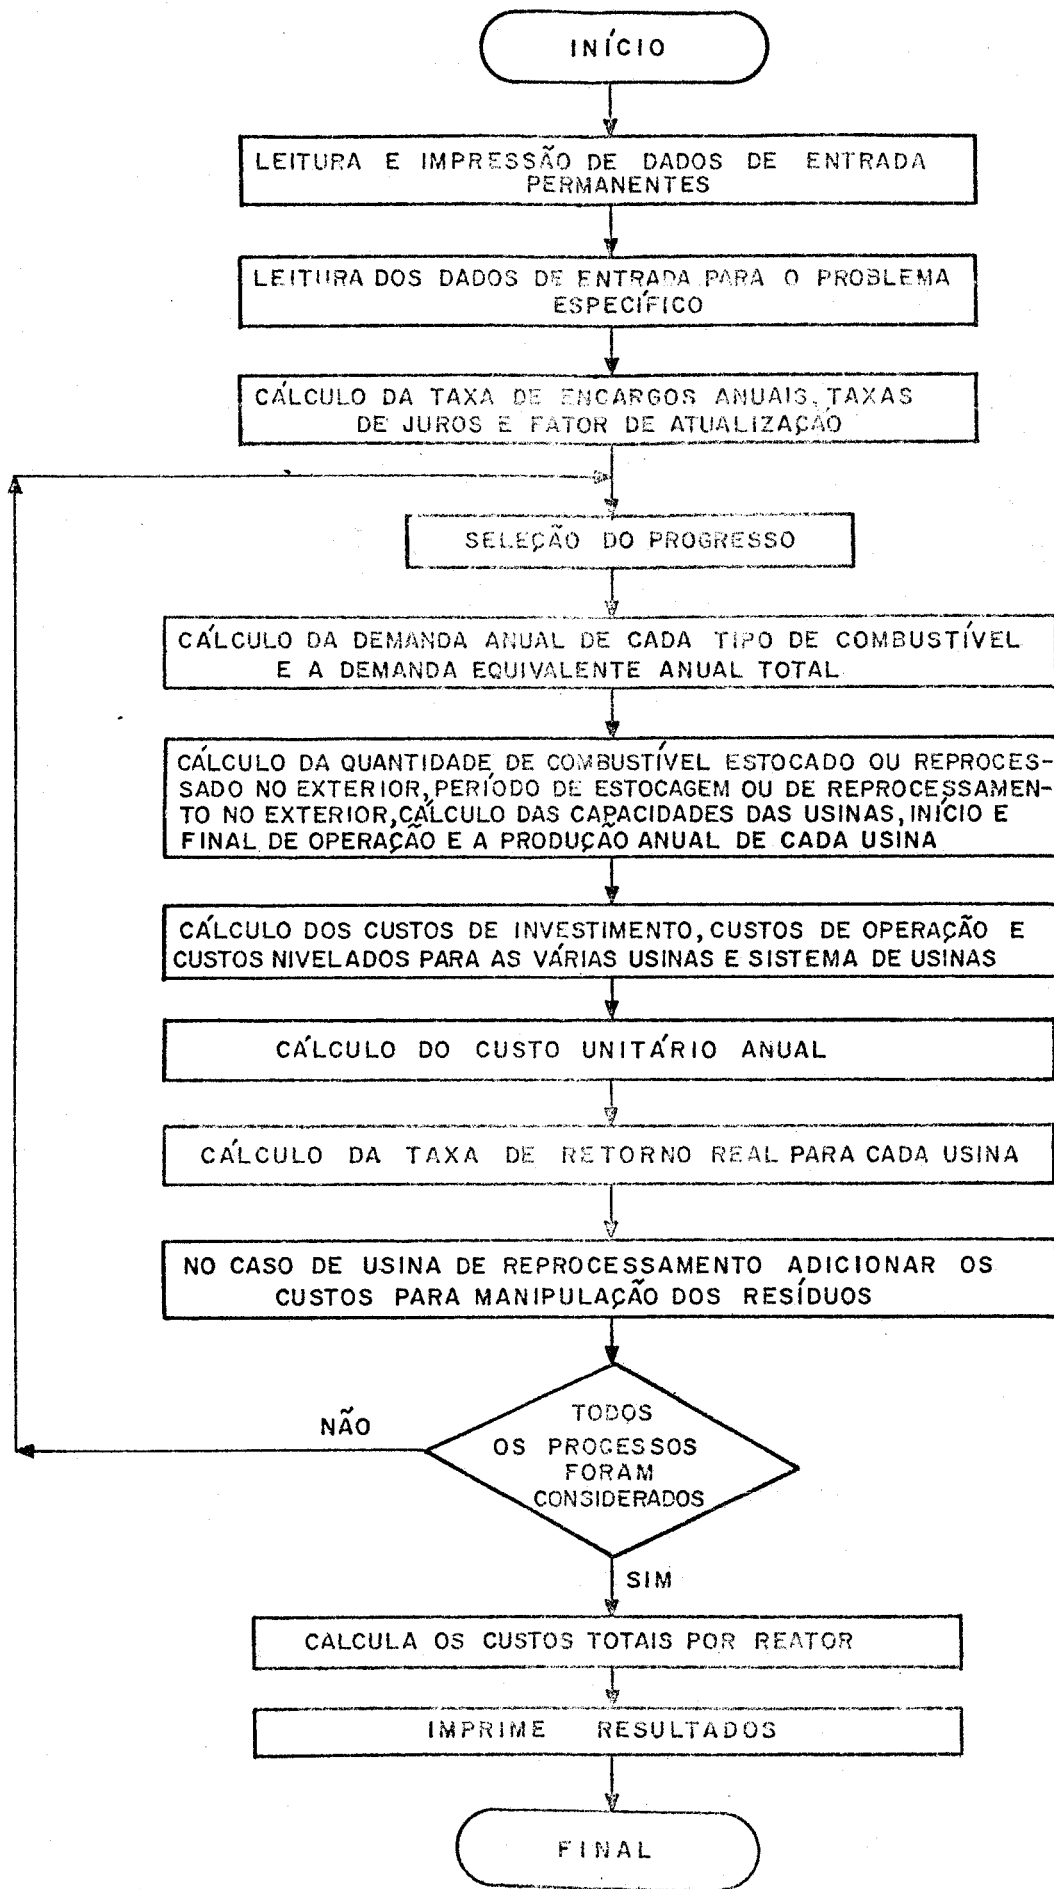 INÍCIO
LEITURA E IMPRESSÃO DE DADOS DE ENTRADA
PERMANENTES
LEITURA DOS DADOS DE ENTRADA PARA O PROBLEMA
ESPECÍFICO
CÁLCULO DA TAXA DE ENCARGOS ANUAIS, TAXAS
DE JUROS E FATOR DE ATUALIZAÇÃO
SELEÇÃO DO PROGRESSO
CÁLCULO DA DEMANDA ANUAL DE CADA TIPO DE COMBUSTÍVEL
E A DEMANDA EQUIVALENTE ANUAL TOTAL
CÁLCULO DA QUANTIDADE DE COMBUSTÍVEL ESTOCADO OU REPROCES-
SADO NO EXTERIOR, PERÍODO DE ESTOCAGEM OU DE REPROCESSAMEN-
TO NO EXTERIOR, CÁLCULO DAS CAPACIDADES DAS USINAS, INÍCIO E
FINAL DE OPERAÇÃO E A PRODUÇÃO ANUAL DE CADA USINA
CÁLCULO DOS CUSTOS DE INVESTIMENTO, CUSTOS DE OPERAÇÃO E
CUSTOS NIVELADOS PARA AS VÁRIAS USINAS E SISTEMA DE USINAS
CÁLCULO DO CUSTO UNITÁRIO ANUAL
CÁLCULO DA TAXA DE RETORNO REAL PARA CADA USINA
NO CASO DE USINA DE REPROCESSAMENTO ADICIONAR OS
CUSTOS PARA MANIPULAÇÃO DOS RESÍDUOS
NÃO
TODOS
OS PROCESSOS
FORAM
CONSIDERADOS
SIM
CALCULA OS CUSTOS TOTAIS POR REATOR
IMPRIME RESULTADOS
FINAL